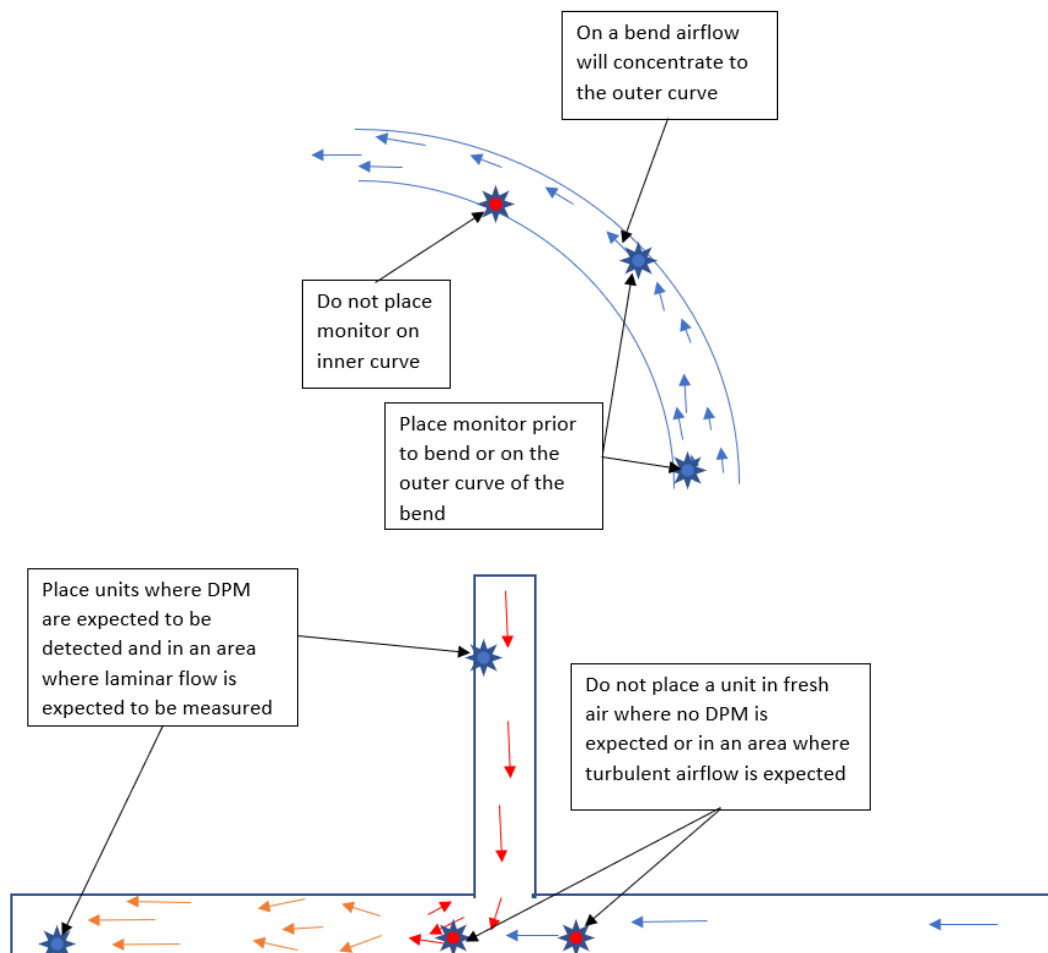 On a bend airflow
will concentrate to
the outer curve
Do not place
monitor on
inner curve
Place monitor prior
to bend or on the
outer curve of the
bend
Place units where DPM
are expected to be
detected and in an area
where laminar flow is
expected to be measured
Do not place a unit in fresh
air where no DPM is
expected or in an area where
turbulent airflow is expected